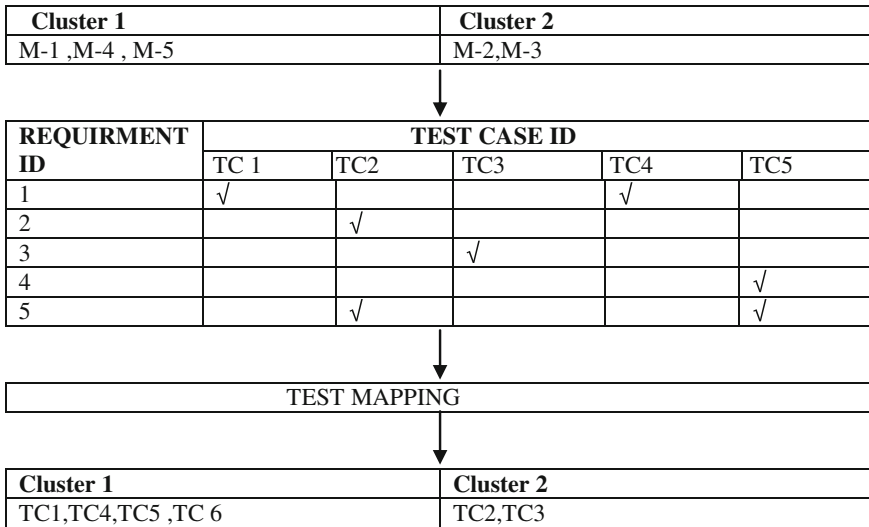 Cluster 1 Cluster 2
M-1 ,M-4 , M-5 M-2,M-3
REQUIRMENT ID TEST CASE ID
TC 1 TC2 TC3 TC4 TC5
1 √ √
2 √
3 √
4 √
5 √ √
TEST MAPPING
Cluster 1 Cluster 2
TC1,TC4,TC5 ,TC 6 TC2,TC3